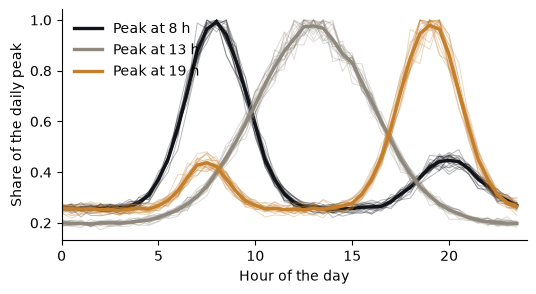 Peak at 8 h
Peak at 13 h
Peak at 19 h
Share of the daily peak
1.0
0.8
0.6
0.4
0.2
0
5
10
15
20
Hour of the day